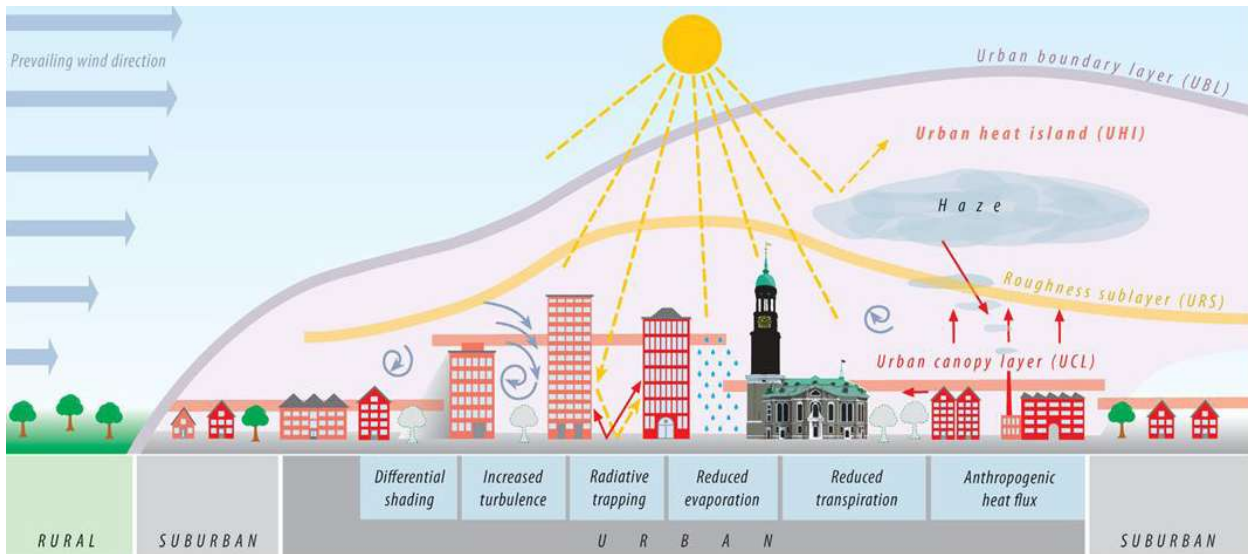 Prevailing wind direction
Urban boundary layer (UBL)
Urban heat island (UHI)
Haze
Roughness sublayer (URS)
Urban canopy layer (UCL)
Differential
shading
Increased
turbulence
Radiative
trapping
Reduced
evaporation
Reduced
transpiration
Anthropogenic
heat flux
RURAL
SUBURBAN
URBAN
SUBURBAN